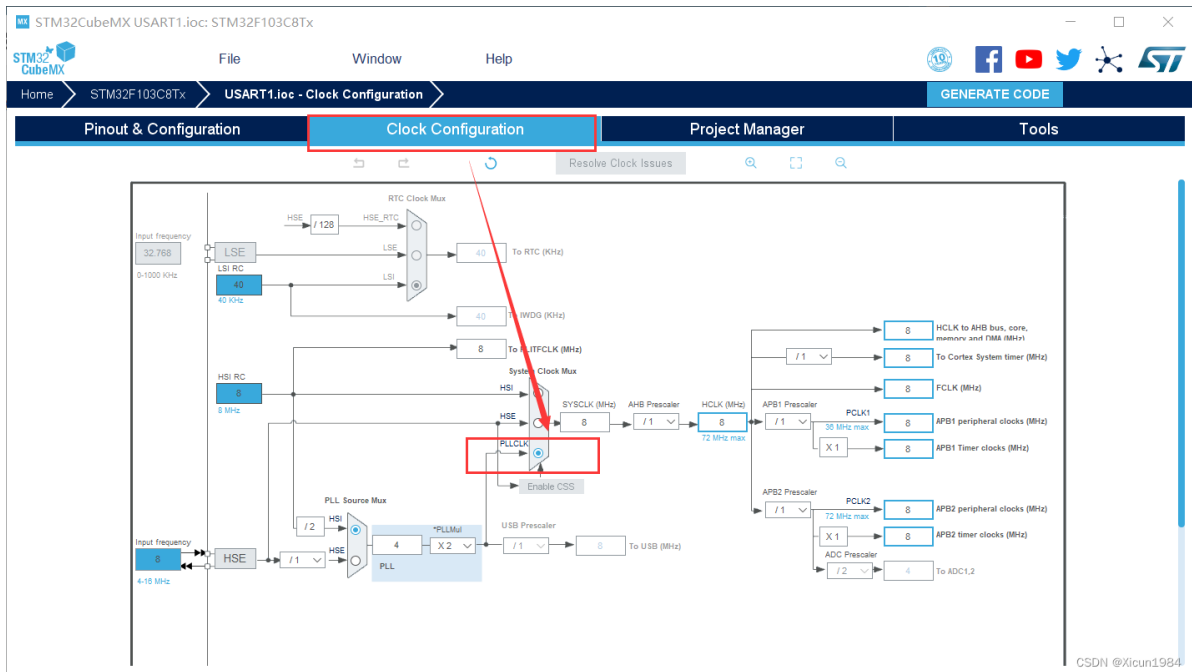 MX STM32CubeMX USART1.ioc: STM32F103C8Tx
STM32 CubeMX
File Window Help
10
Home STM32F103C8Tx USART1.ioc - Clock Configuration GENERATE CODE
Pinout & Configuration Clock Configuration Project Manager Tools
Resolve Clock Issues
RTC Clock Mux
HSE / 128 HSE_RTC
Input frequency
32.768
0-1000 KHz
LSE
LSE
40 To RTC (KHz)
LSI RC
40
40 KHz
LSI
40 To IWDG (KHz)
8 To FLITFCLK (MHz)
System Clock Mux
HSI RC
8
8 MHz
HSI
HSE
PLLCLK
Enable CSS
SYSCLK (MHz)
8
AHB Prescaler
/ 1
HCLK (MHz)
8
72 MHz max
8 HCLK to AHB bus, core,
memory and DMA (MHz)
/ 1 8 To Cortex System timer (MHz)
8 FCLK (MHz)
APB1 Prescaler
/ 1
PCLK1
36 MHz max
8 APB1 peripheral clocks (MHz)
X 1 8 APB1 Timer clocks (MHz)
APB2 Prescaler
/ 1
PCLK2
72 MHz max
8 APB2 peripheral clocks (MHz)
X 1 8 APB2 timer clocks (MHz)
ADC Prescaler
/ 2 4 To ADC1,2
PLL Source Mux
/ 2 HSI
Input frequency
8
4-16 MHz
HSE
/ 1 HSE
4
*PLLMul
X 2
PLL
USB Prescaler
/ 1 8 To USB (MHz)
CSDN @Xicun1984